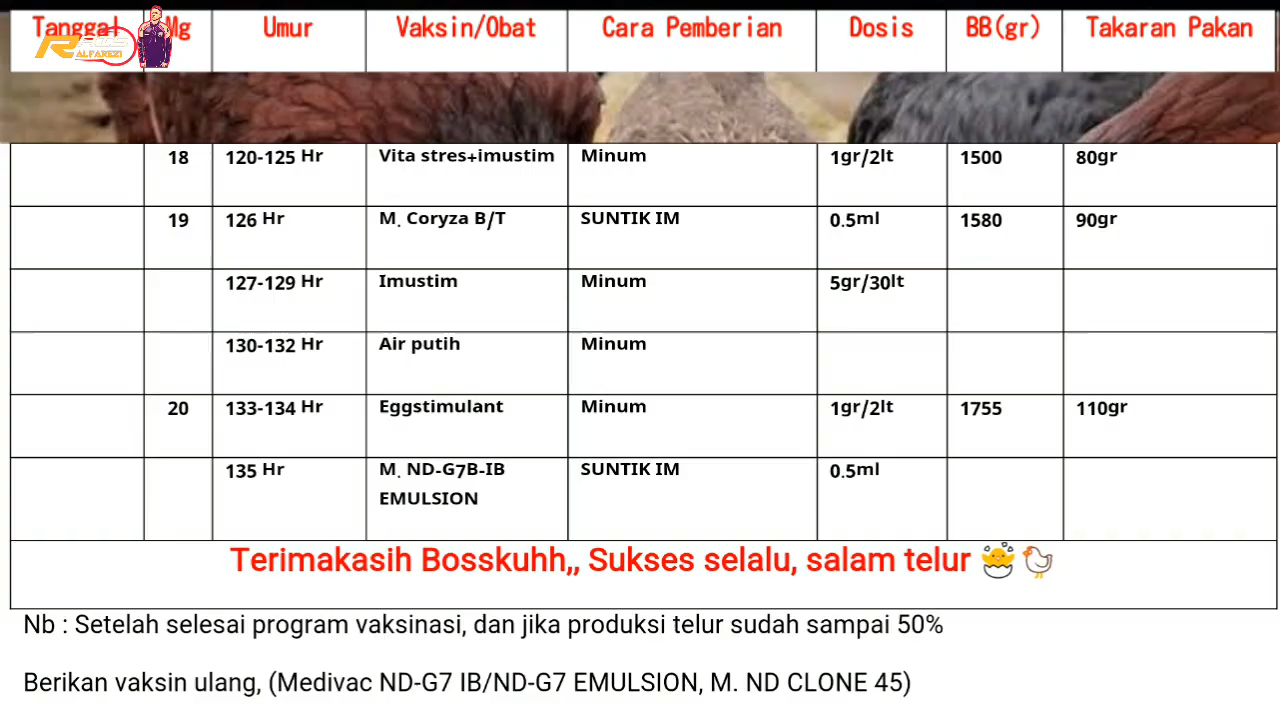 Tanggal Mg Umur Vaksin/Obat Cara Pemberian Dosis BB(gr) Takaran Pakan
ALFAREZI
18 120-125 Hr Vita stres+imustim Minum 1gr/2lt 1500 80gr
19 126 Hr M. Coryza B/T SUNTIK IM 0.5ml 1580 90gr
127-129 Hr Imustim Minum 5gr/30lt
130-132 Hr Air putih Minum
20 133-134 Hr Eggstimulant Minum 1gr/2lt 1755 110gr
135 Hr M. ND-G7B-IB SUNTIK IM 0.5ml
EMULSION
Terimakasih Bosskuhh,, Sukses selalu, salam telur 🐣🐓
Nb : Setelah selesai program vaksinasi, dan jika produksi telur sudah sampai 50%
Berikan vaksin ulang, (Medivac ND-G7 IB/ND-G7 EMULSION, M. ND CLONE 45)